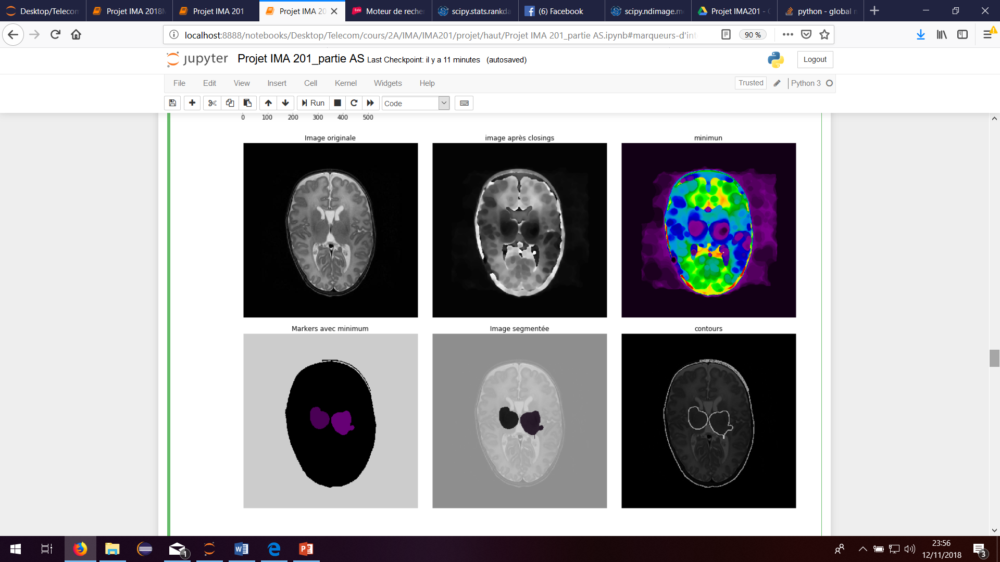 Desktop/Telecom
Projet IMA 2018
Projet IMA 201
Projet IMA 20
Moteur de reche
scipy.stats.rankda
(6) Facebook
scipy.ndimage.m
Projet IMA201 -
python - global
localhost:8888/notebooks/Desktop/Telecom/cours/2A/IMA/IMA201/projet/haut/Projet IMA 201_partie AS.ipynb#marqueurs-d'int
90 %
jupyter Projet IMA 201_partie AS Last Checkpoint: il y a 11 minutes (autosaved)
Logout
File Edit View Insert Cell Kernel Widgets Help
Trusted Python 3
Run Code
0 100 200 300 400 500
Image originale image après closings minimun
Markers avec minimum Image segmentée contours
1
23:56
12/11/2018
3